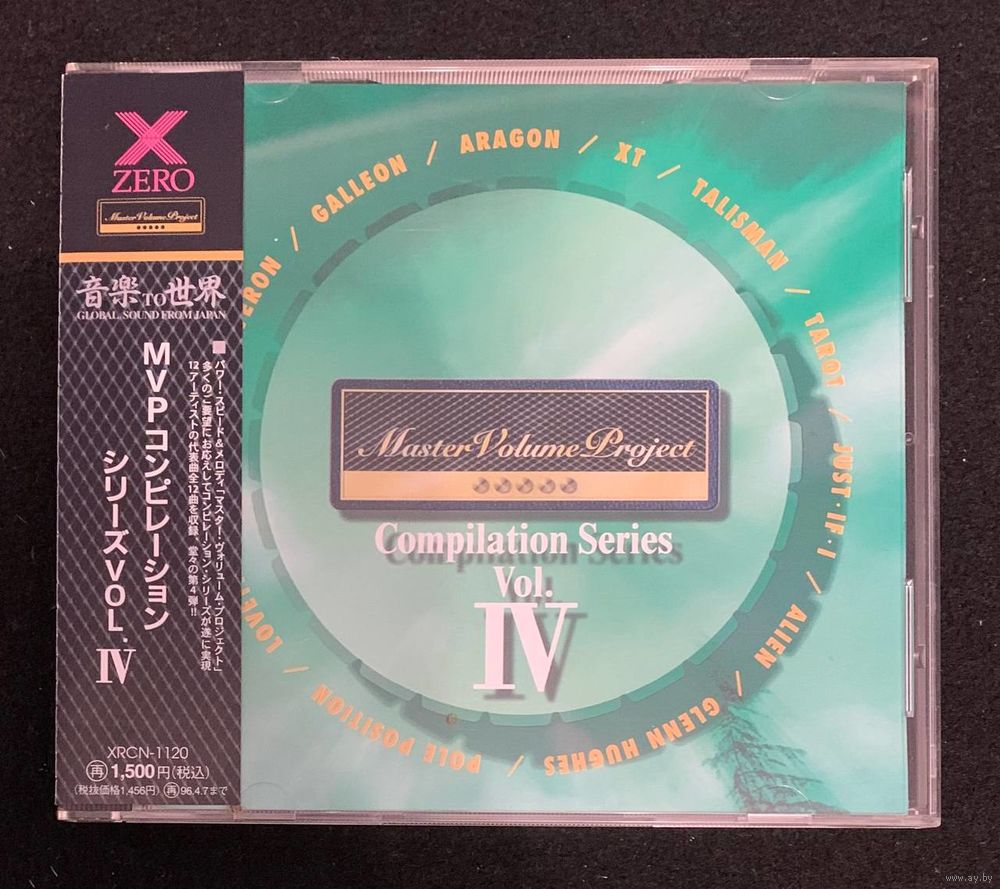 X
ZERO
Master Volume Project
音楽TO世界
GLOBAL SOUND FROM JAPAN
■パワー・スピード&メロディ「マスター・ヴォリューム・プロジェクト」
多くのご要望にお応えしてコンピレーション・シリーズが遂に実現
12アーティストの代表曲全12曲を収録、堂々の第4弾!!
MVPコンピレーション
シリーズVOL.IV
XRCN-1120
再1,500円(税込)
(税抜価格1,456円) 再96.4.7まで
GALLEON / ARAGON / XT / TALISMAN / TAROT / JUST·IF·I / ALIEN / GLENN HUGHES / POLE POSITION /
Master Volume Project
Compilation Series
Vol.
IV
www.ay.by